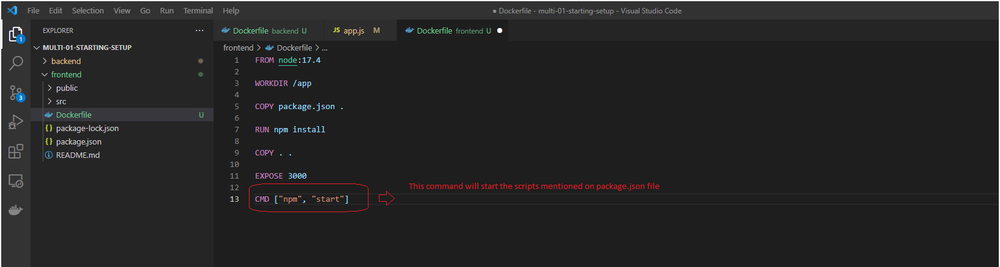 File Edit Selection View Go Run Terminal Help
● Dockerfile - multi-01-starting-setup - Visual Studio Code
EXPLORER ...
1
3
MULTI-01-STARTING-SETUP
backend
frontend
public
src
Dockerfile U
{} package-lock.json
{} package.json
README.md
Dockerfile backend U
JS app.js M
Dockerfile frontend U
frontend > Dockerfile > ...
1 FROM node:17.4
2
3 WORKDIR /app
4
5 COPY package.json .
6
7 RUN npm install
8
9 COPY . .
10
11 EXPOSE 3000
12
13 CMD ["npm", "start"]
This command will start the scripts mentioned on package.json file